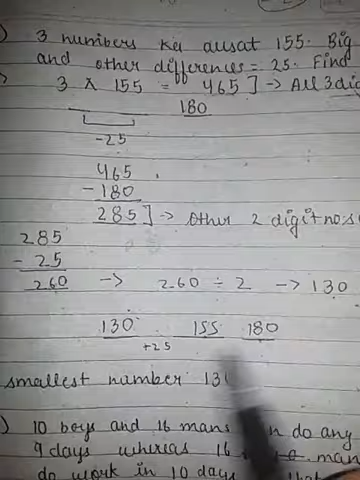 ) 3 numbers ka ausat 155. Big
and other differences = 25. Find
3 x 155 = 465 ] -> All 3 dig
180
-25
465
- 180
285 ] -> other 2 digit no.s
285
- 25
260 -> 260 ÷ 2 -> 130
130 155 180
+25
smallest number 13
) 10 boys and 16 mans can do any
9 days whereas 16 man
do work in 10 days that